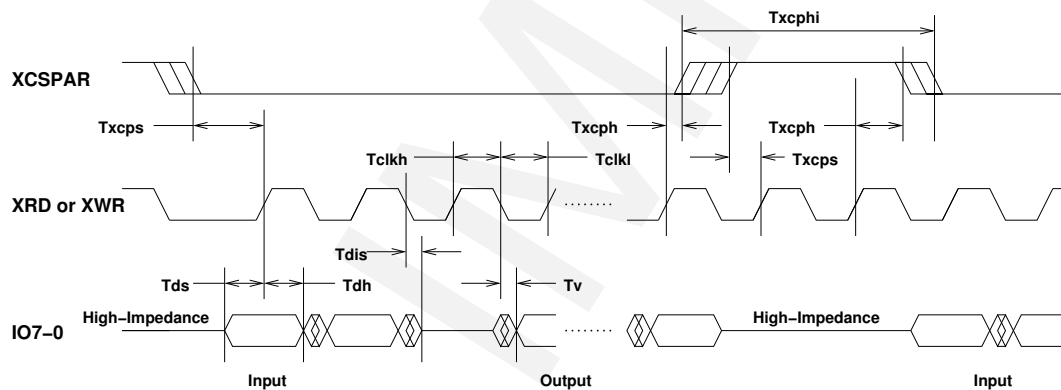 Txcphi
XCSPAR
Txcps
Txcph
Txcph
Tclkh
Tclkl
Txcps
XRD or XWR
Tdis
Tds
Tdh
Tv
High−Impedance
High−Impedance
IO7−0
Input
Output
Input